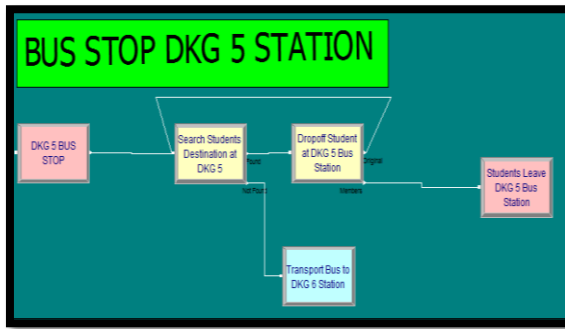 BUS STOP DKG 5 STATION
DKG 5 BUS
STOP
Search Students
Destination at
DKG 5
Found
Not Found
Dropoff Student
at DKG 5 Bus
Station
Original
Members
Students Leave
DKG 5 Bus
Station
Transport Bus to
DKG 6 Station